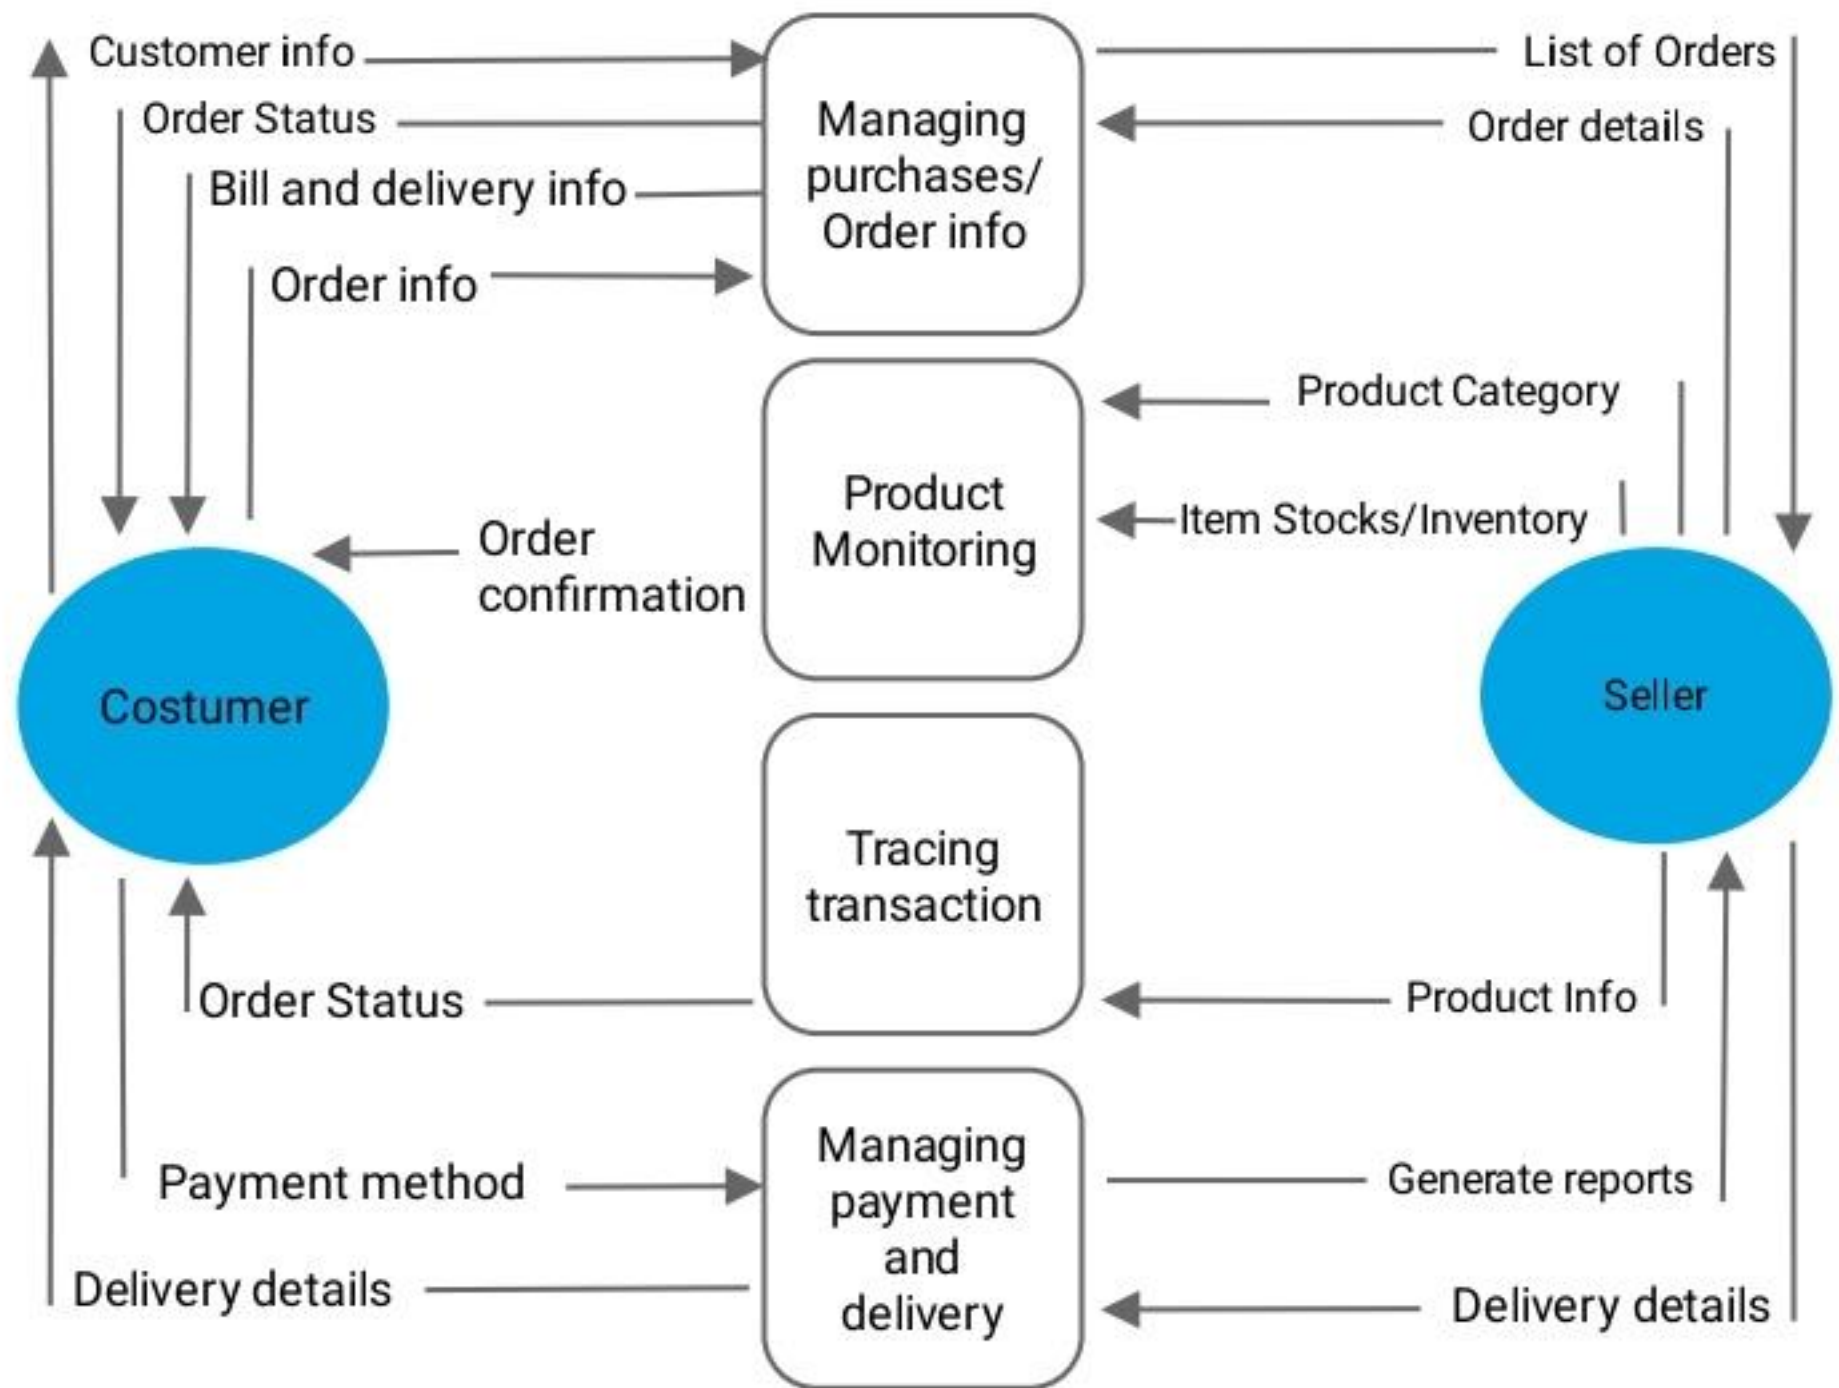 Customer info
List of Orders
Order Status
Order details
Bill and delivery info
Order info
Managing
purchases/
Order info
Product Category
Item Stocks/Inventory
Order
confirmation
Product
Monitoring
Costumer
Seller
Tracing
transaction
Order Status
Product Info
Payment method
Generate reports
Delivery details
Delivery details
Managing
payment
and
delivery